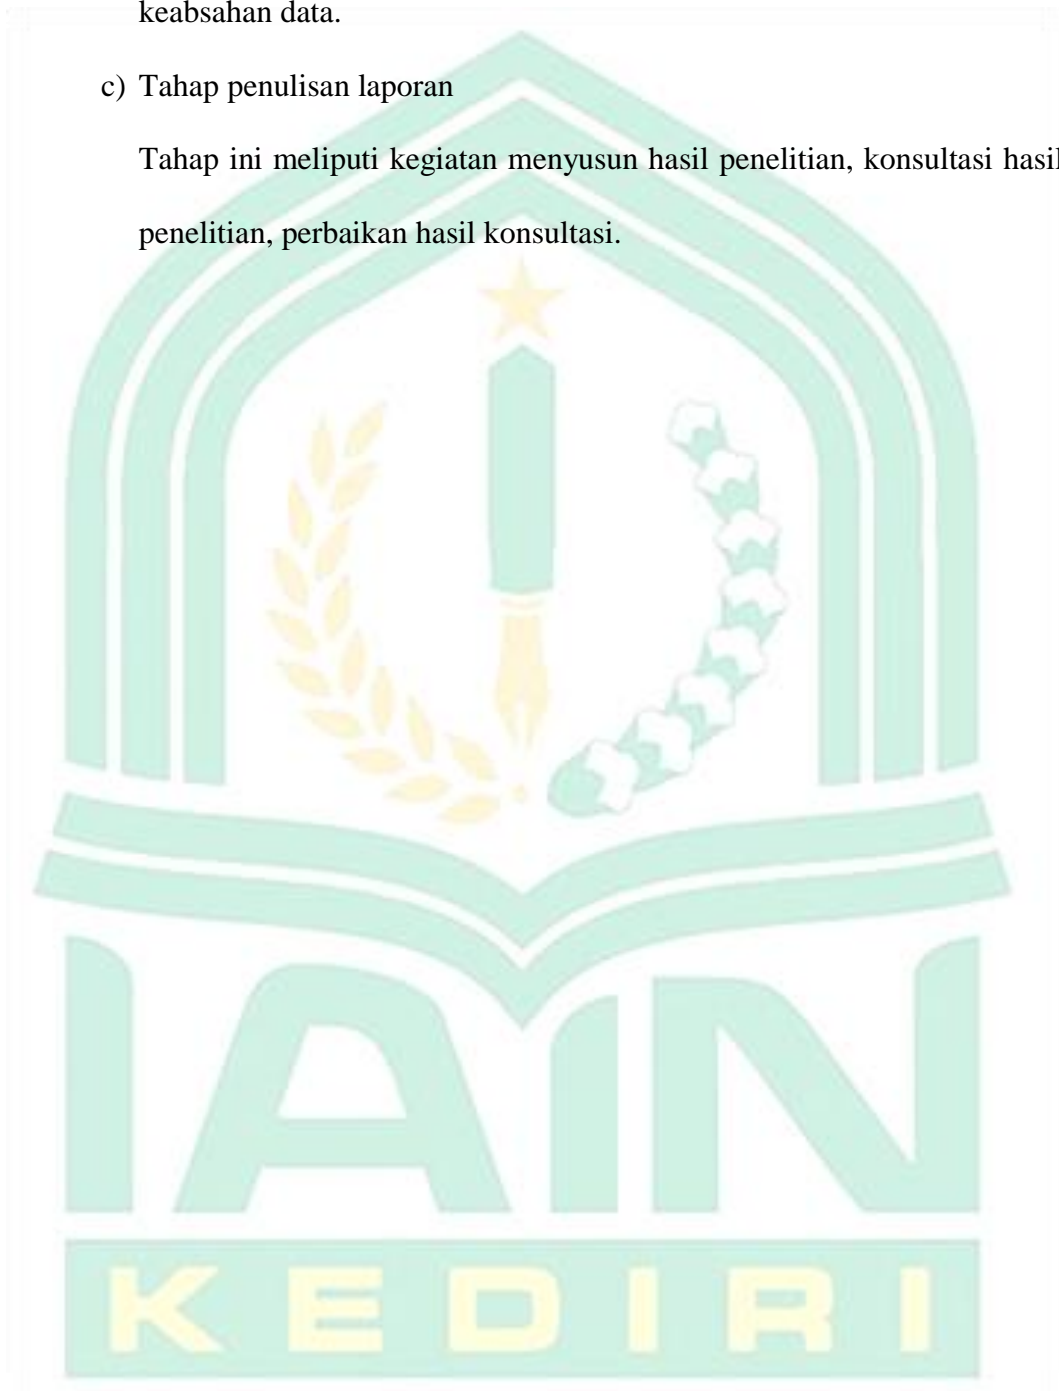 keabsahan data.
c) Tahap penulisan laporan
Tahap ini meliputi kegiatan menyusun hasil penelitian, konsultasi hasil
penelitian, perbaikan hasil konsultasi.
IAIN
KEDIRI